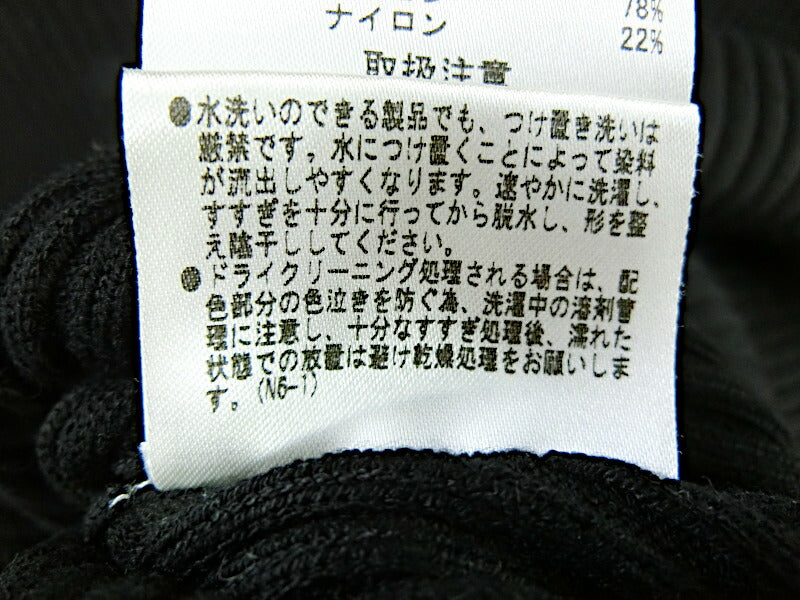 78%
ナイロン 22%
取扱注意
●水洗いのできる製品でも、つけ置き洗いは
厳禁です。水につけ置くことによって染料
が流出しやすくなります。速やかに洗濯し、
すすぎを十分に行ってから脱水し、形を整
え陰干ししてください。
●ドライクリーニング処理される場合は、配
色部分の色泣きを防ぐ為、洗濯中の溶剤管
理に注意し、十分なすすぎ処理後、濡れた
状態での放置は避け乾燥処理をお願いしま
す。(N6-1)